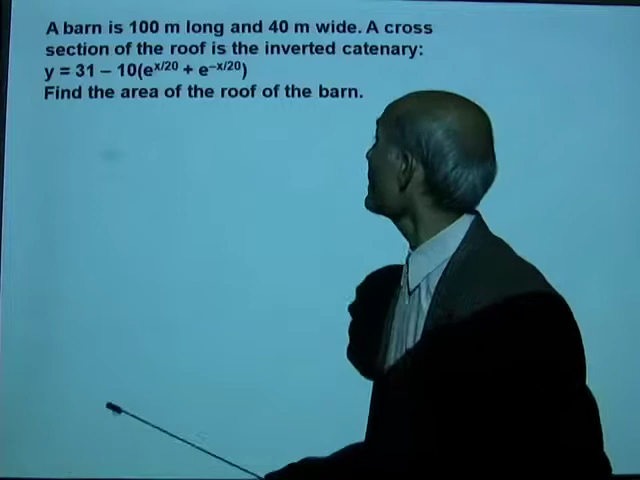 A barn is 100 m long and 40 m wide. A cross
section of the roof is the inverted catenary:
y = 31 – 10(e^x/20 + e^–x/20)
Find the area of the roof of the barn.